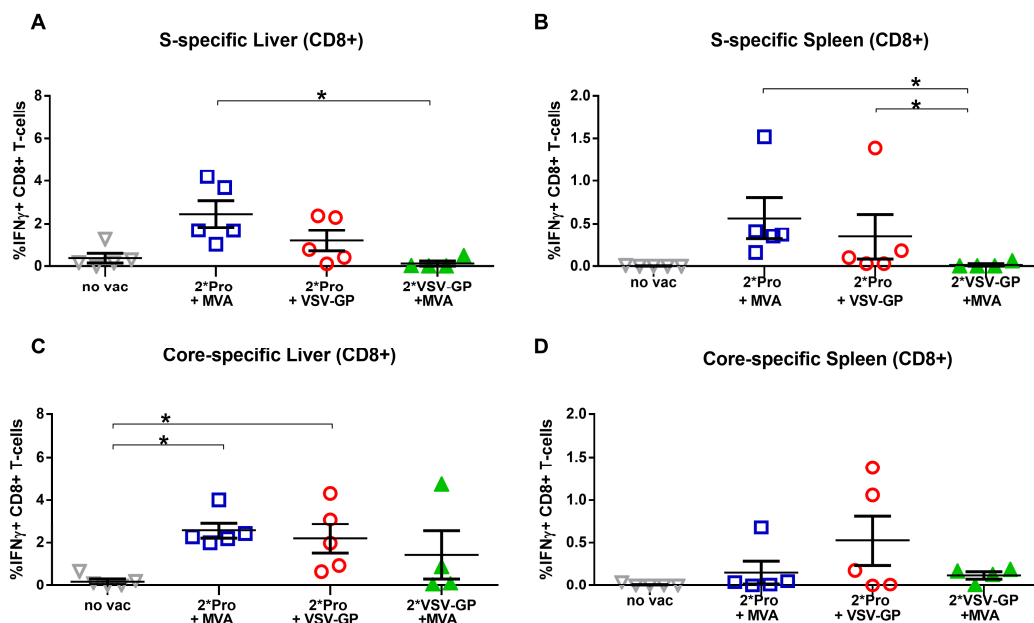 A
S-specific Liver (CD8+)
%IFNγ+ CD8+ T-cells
8
6
4
2
0
*
no vac
2*Pro
+ MVA
2*Pro
+ VSV-GP
2*VSV-GP
+MVA
B
S-specific Spleen (CD8+)
%IFNγ+ CD8+ T-cells
2.0
1.5
1.0
0.5
0.0
*
*
no vac
2*Pro
+ MVA
2*Pro
+ VSV-GP
2*VSV-GP
+MVA
C
Core-specific Liver (CD8+)
%IFNγ+ CD8+ T-cells
8
6
4
2
0
*
*
no vac
2*Pro
+ MVA
2*Pro
+ VSV-GP
2*VSV-GP
+MVA
D
Core-specific Spleen (CD8+)
%IFNγ+ CD8+ T-cells
2.0
1.5
1.0
0.5
0.0
no vac
2*Pro
+ MVA
2*Pro
+ VSV-GP
2*VSV-GP
+MVA